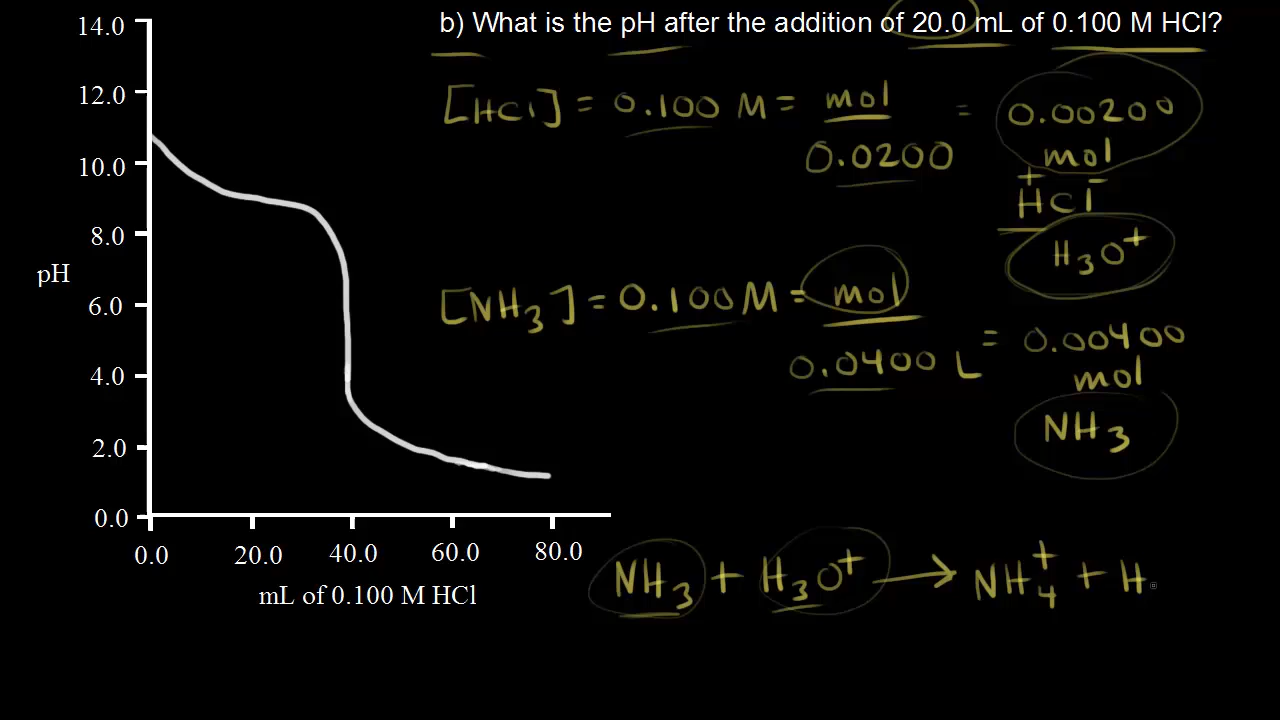 b) What is the pH after the addition of 20.0 mL of 0.100 M HCl?
14.0
12.0
10.0
8.0
6.0
4.0
2.0
0.0
pH
0.0 20.0 40.0 60.0 80.0
mL of 0.100 M HCl
[HCl] = 0.100 M = mol
0.0200
= 0.00200
mol
H+Cl-
H3O+
[NH3] = 0.100 M = mol
0.0400 L
= 0.00400
mol
NH3
NH3 + H3O+ → NH4+ + H